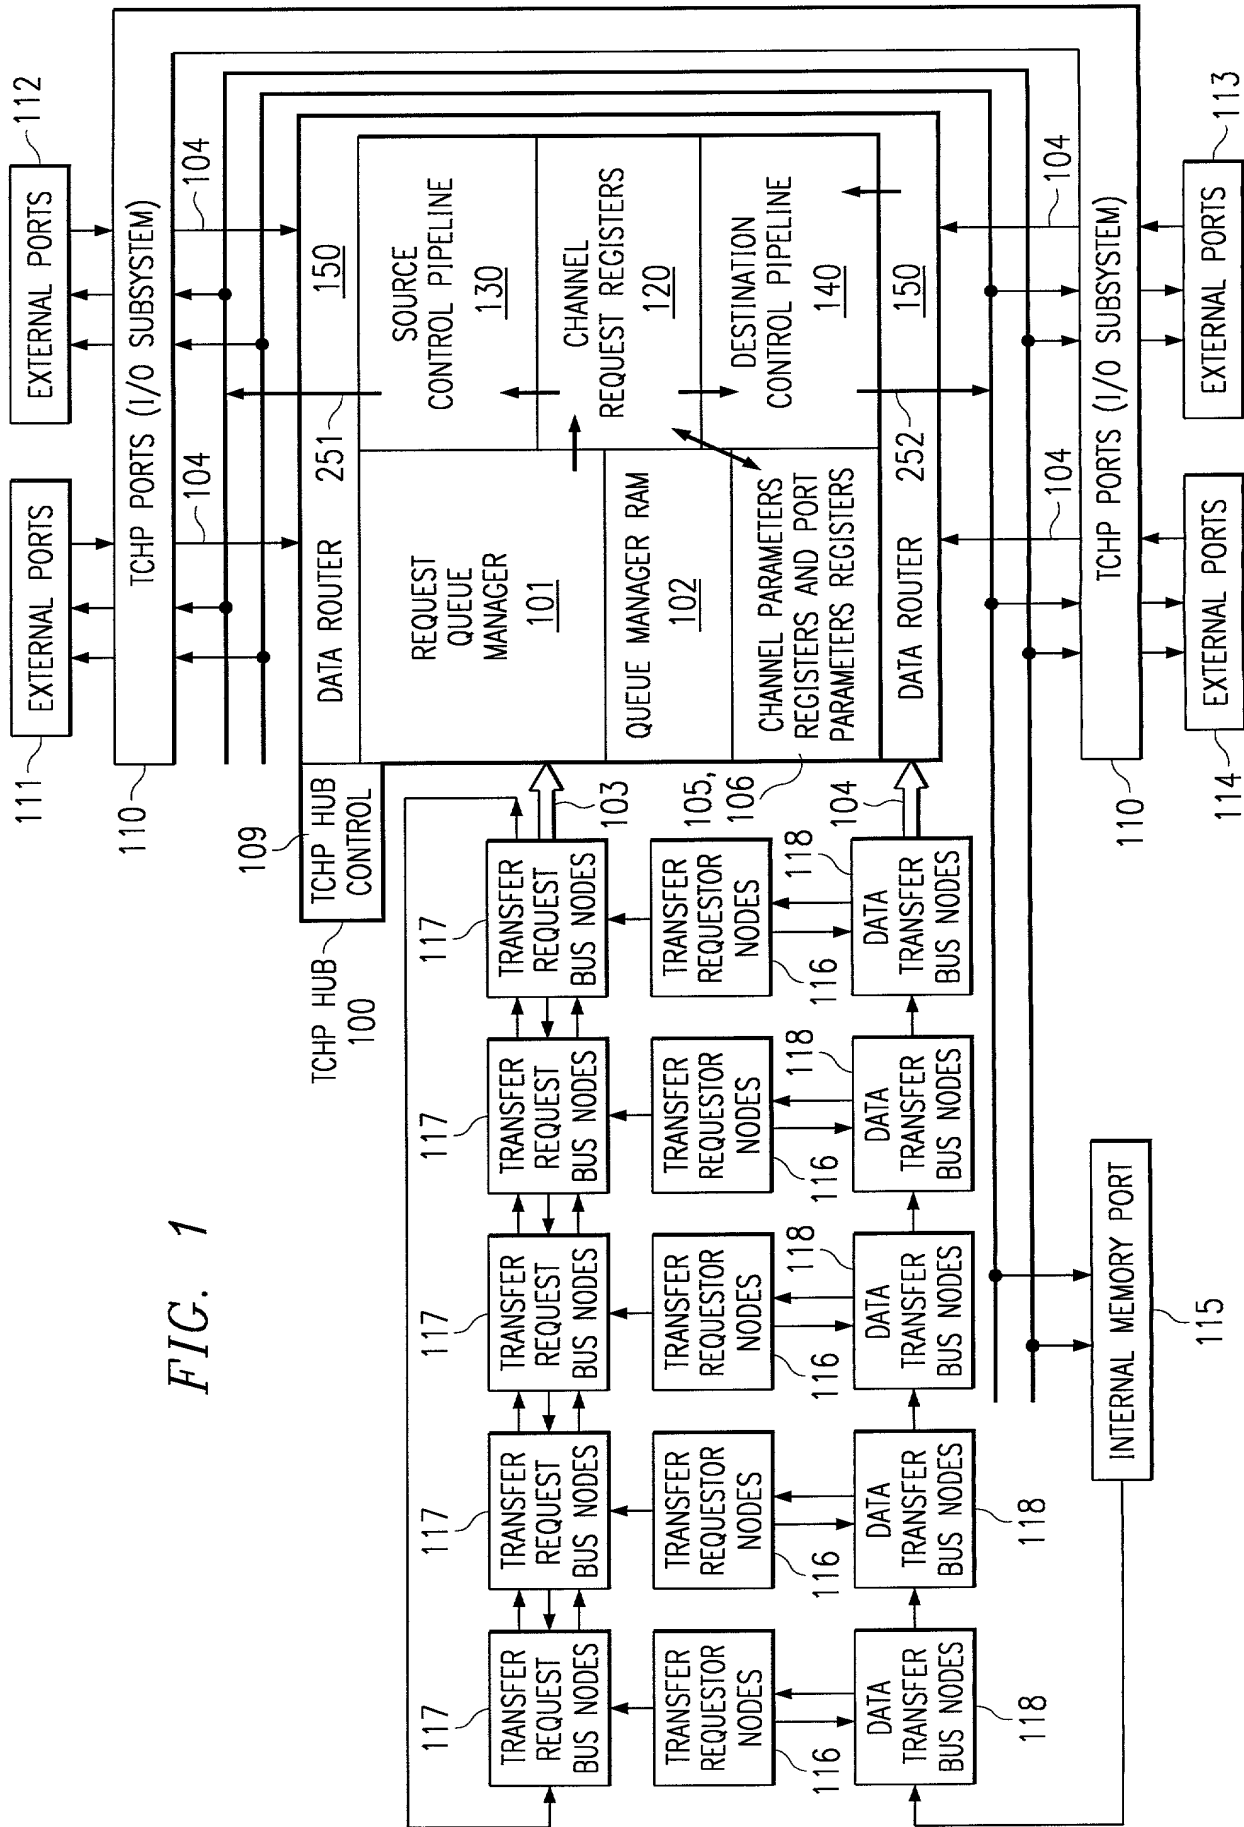 FIG. 1
112
EXTERNAL PORTS
111
EXTERNAL PORTS
TCHP PORTS (I/O SUBSYSTEM)
110
104
104
109
TCHP HUB
CONTROL
TCHP HUB
100
DATA ROUTER
251
150
REQUEST
QUEUE
MANAGER
101
SOURCE
CONTROL PIPELINE
130
CHANNEL
REQUEST REGISTERS
120
QUEUE MANAGER RAM
102
DESTINATION
CONTROL PIPELINE
140
CHANNEL PARAMETERS
REGISTERS AND PORT
PARAMETERS REGISTERS
105,
106
DATA ROUTER
252
150
103
104
104
104
TCHP PORTS (I/O SUBSYSTEM)
110
EXTERNAL PORTS
114
EXTERNAL PORTS
113
117
TRANSFER
REQUEST
BUS NODES
117
TRANSFER
REQUEST
BUS NODES
117
TRANSFER
REQUEST
BUS NODES
117
TRANSFER
REQUEST
BUS NODES
117
TRANSFER
REQUEST
BUS NODES
TRANSFER
REQUESTOR
NODES
116
TRANSFER
REQUESTOR
NODES
116
TRANSFER
REQUESTOR
NODES
116
TRANSFER
REQUESTOR
NODES
116
TRANSFER
REQUESTOR
NODES
116
DATA
TRANSFER
BUS NODES
118
DATA
TRANSFER
BUS NODES
118
DATA
TRANSFER
BUS NODES
118
DATA
TRANSFER
BUS NODES
118
DATA
TRANSFER
BUS NODES
118
INTERNAL MEMORY PORT
115